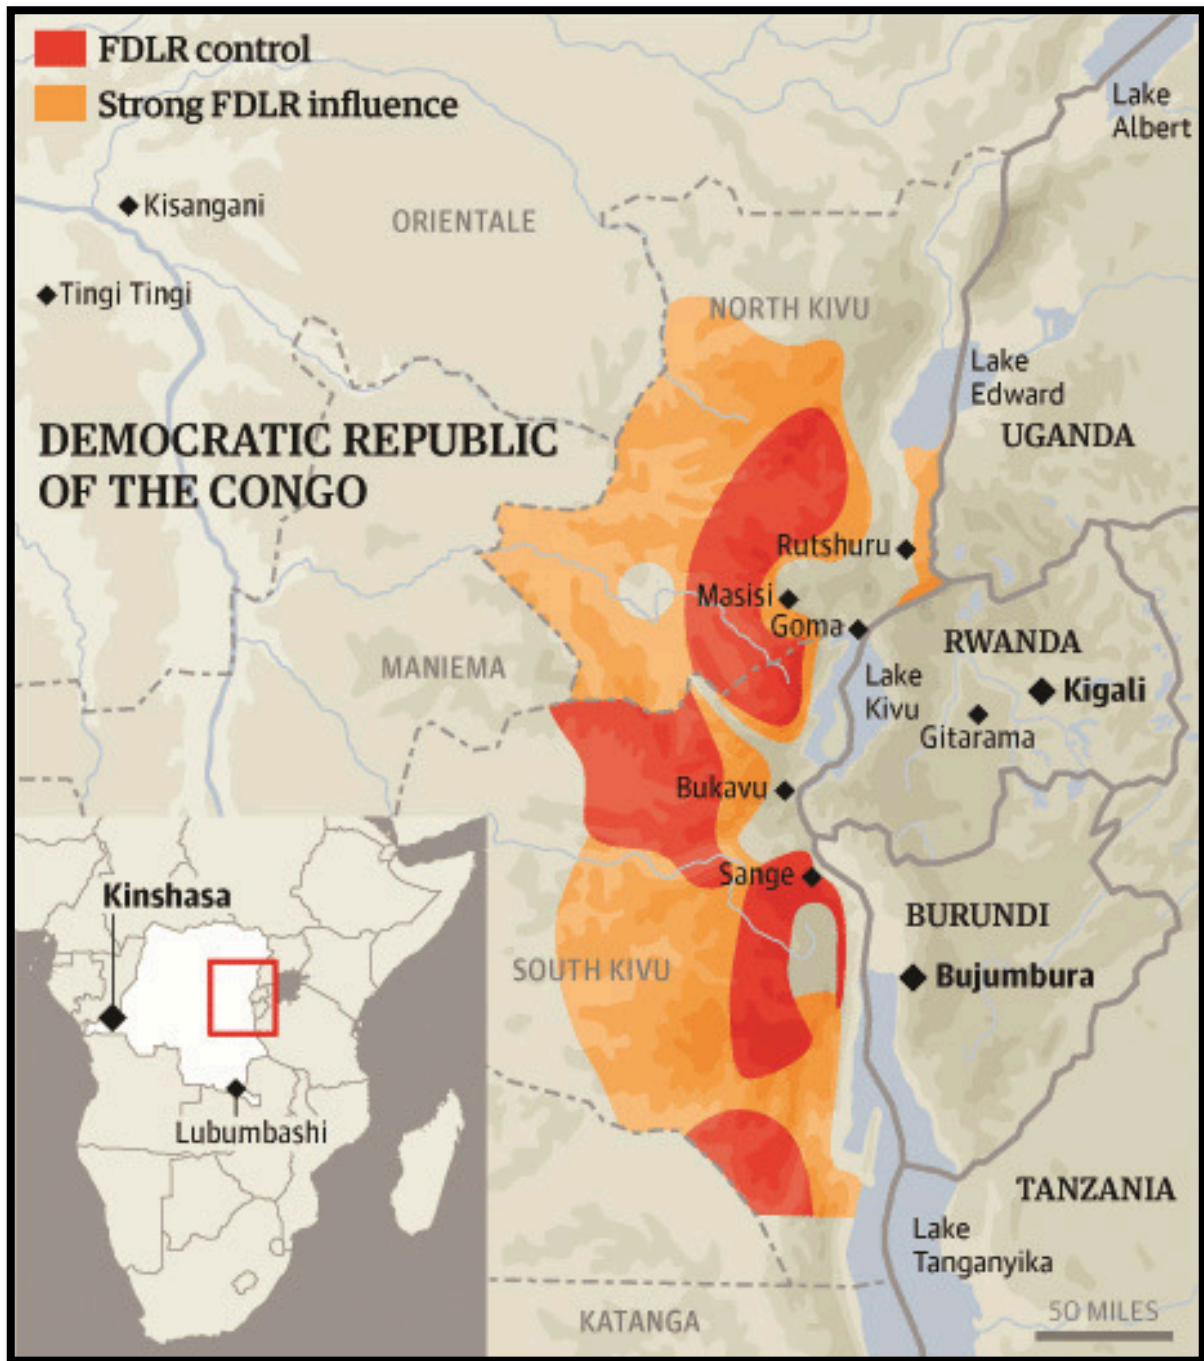 FDLR control
Strong FDLR influence
Lake
Albert
Kisangani
ORIENTALE
Tingi Tingi
NORTH KIVU
Lake
Edward
UGANDA
DEMOCRATIC REPUBLIC
OF THE CONGO
Rutshuru
Masisi
Goma
RWANDA
MANIEMA
Lake
Kivu
Kigali
Gitarama
Bukavu
Sange
Kinshasa
BURUNDI
SOUTH KIVU
Bujumbura
Lubumbashi
TANZANIA
Lake
Tanganyika
KATANGA
50 MILES